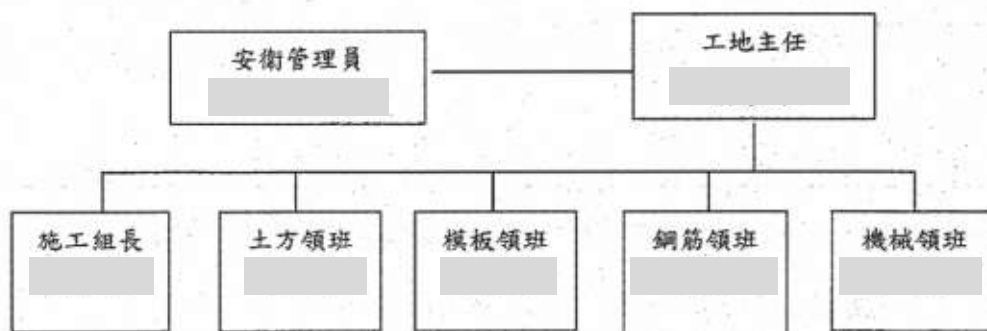 安衛管理員
工地主任
施工組長
土方領班
模板領班
鋼筋領班
機械領班